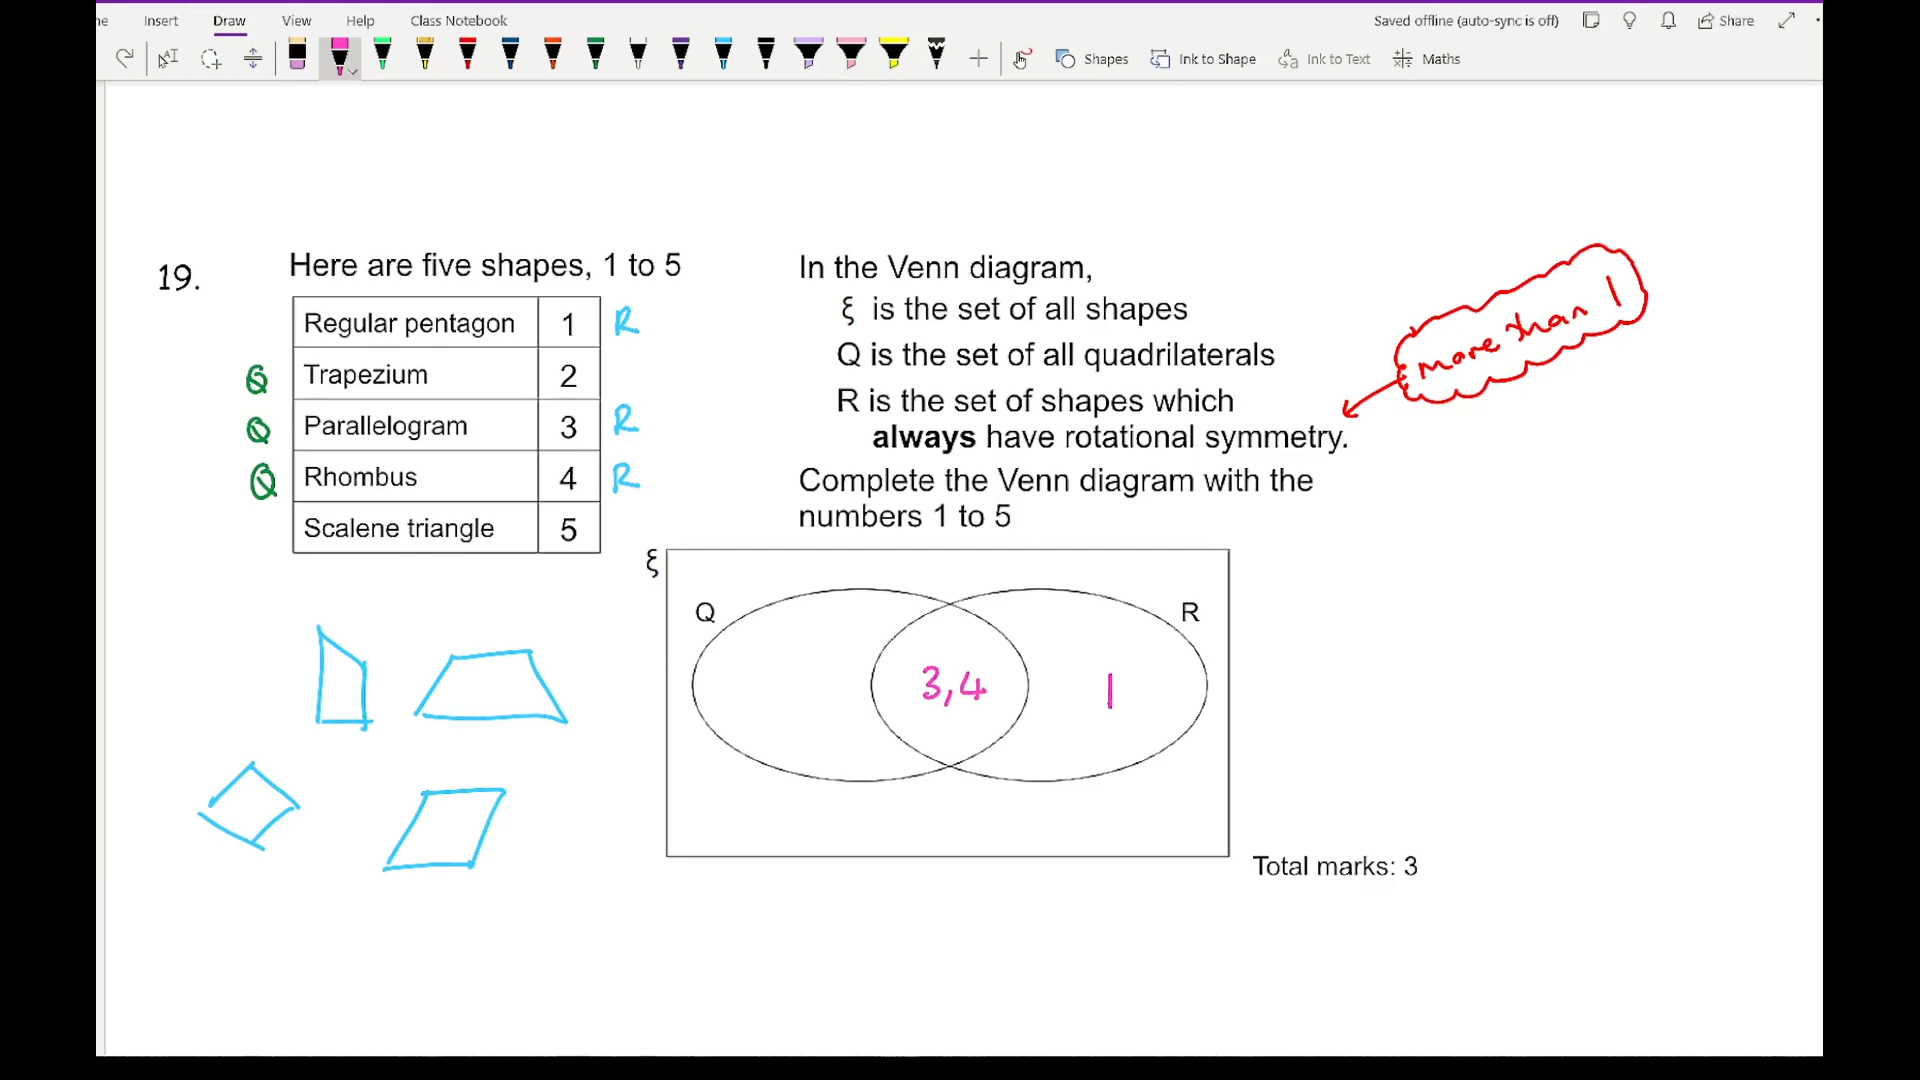 Insert Draw View Help Class Notebook Saved offline (auto-sync is off) Share
Shapes Ink to Shape Ink to Text Maths
19.
Here are five shapes, 1 to 5
Regular pentagon 1 R
Q Trapezium 2
Q Parallelogram 3 R
Q Rhombus 4 R
Scalene triangle 5
In the Venn diagram,
ξ is the set of all shapes
Q is the set of all quadrilaterals
R is the set of shapes which
always have rotational symmetry.
more than 1
Complete the Venn diagram with the
numbers 1 to 5
ξ
Q R
3,4 1
Total marks: 3